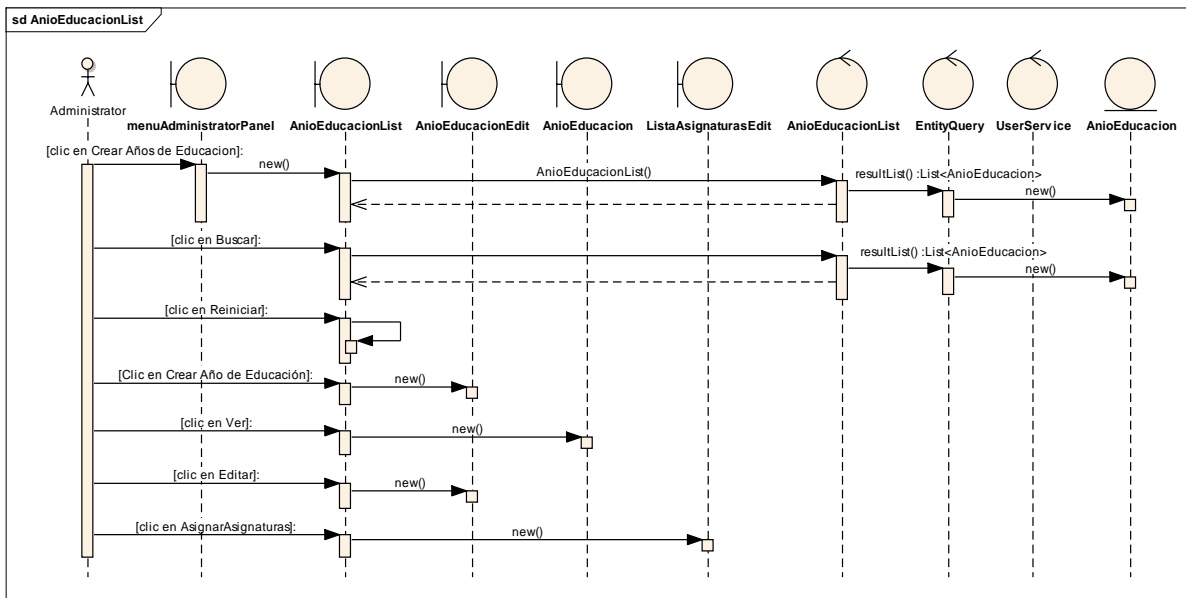 sd AnioEducacionList
Administrator
menuAdministratorPanel
AnioEducacionList
AnioEducacionEdit
AnioEducacion
ListaAsignaturasEdit
AnioEducacionList
EntityQuery
UserService
AnioEducacion
[clic en Crear Años de Educacion]:
new()
AnioEducacionList()
resultList() :List<AnioEducacion>
new()
[clic en Buscar]:
resultList() :List<AnioEducacion>
new()
[clic en Reiniciar]:
[Clic en Crear Año de Educación]:
new()
[clic en Ver]:
new()
[clic en Editar]:
new()
[clic en AsignarAsignaturas]:
new()